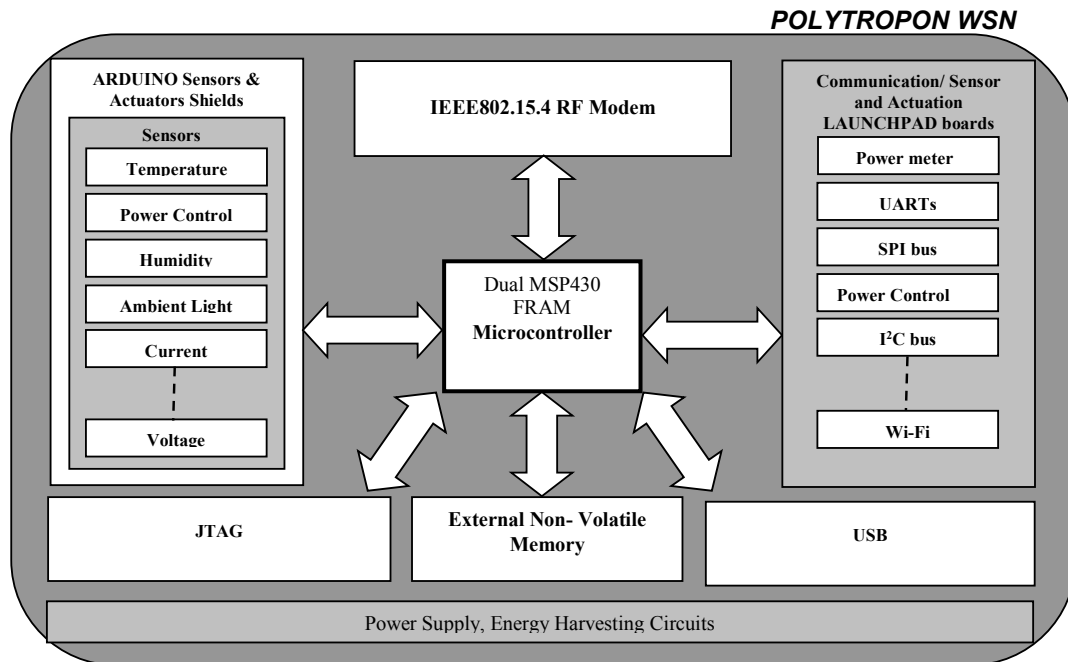 POLYTROPON WSN
ARDUINO Sensors &
Actuators Shields
Sensors
Temperature
Power Control
Humidity
Ambient Light
Current
Voltage
IEEE802.15.4 RF Modem
Dual MSP430
FRAM
Microcontroller
Communication/ Sensor
and Actuation
LAUNCHPAD boards
Power meter
UARTs
SPI bus
Power Control
I²C bus
Wi-Fi
JTAG
External Non- Volatile
Memory
USB
Power Supply, Energy Harvesting Circuits